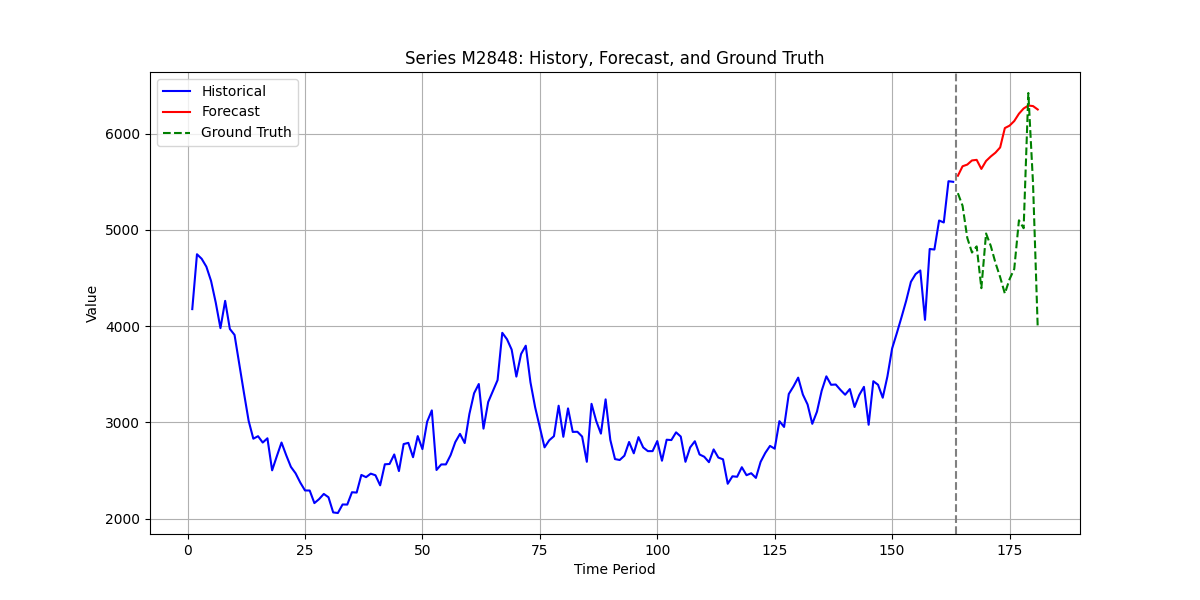 Series M2848: History, Forecast, and Ground Truth
Historical
Forecast
Ground Truth
6000
5000
4000
3000
2000
Value
0 25 50 75 100 125 150 175
Time Period